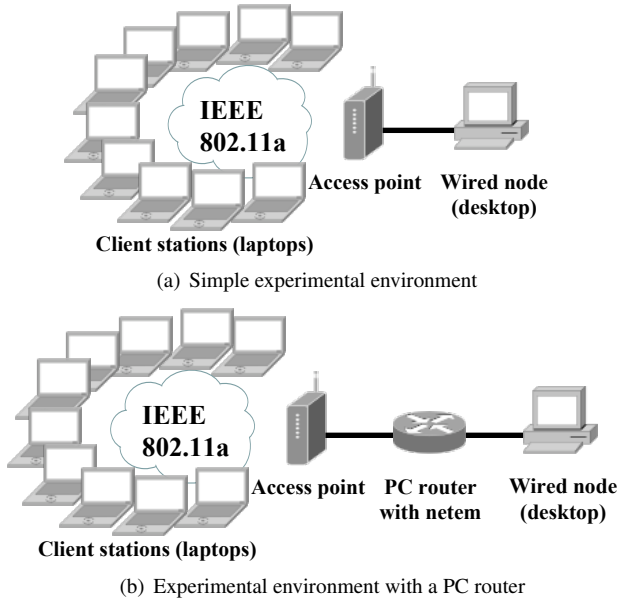 IEEE
802.11a
Access point
Wired node
(desktop)
Client stations (laptops)
(a) Simple experimental environment
IEEE
802.11a
Access point
PC router
with netem
Wired node
(desktop)
Client stations (laptops)
(b) Experimental environment with a PC router